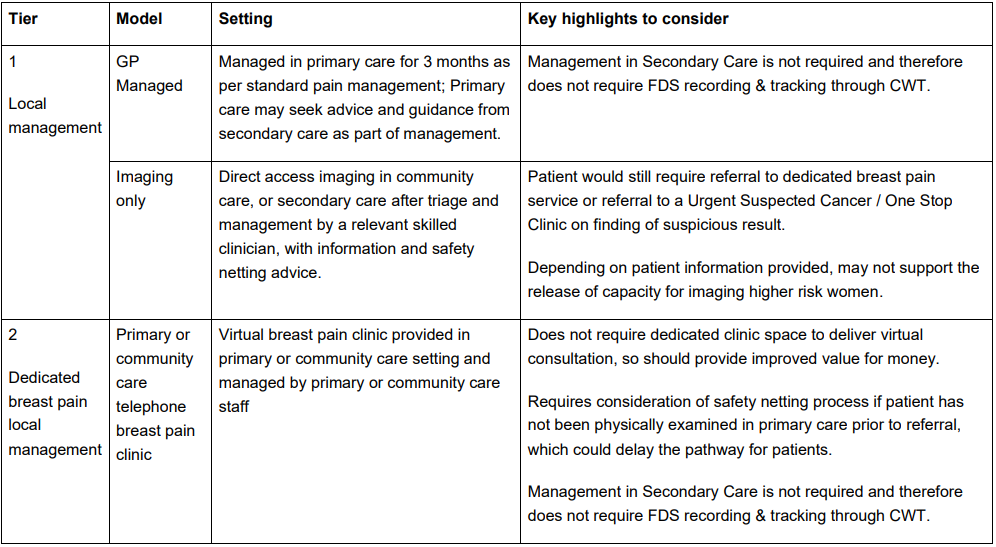 Tier
Model
Setting
Key highlights to consider
1
Local
management
GP
Managed
Managed in primary care for 3 months as
per standard pain management; Primary
care may seek advice and guidance from
secondary care as part of management.
Management in Secondary Care is not required and therefore
does not require FDS recording & tracking through CWT.
Imaging
only
Direct access imaging in community
care, or secondary care after triage and
management by a relevant skilled
clinician, with information and safety
netting advice.
Patient would still require referral to dedicated breast pain
service or referral to a Urgent Suspected Cancer / One Stop
Clinic on finding of suspicious result.
Depending on patient information provided, may not support the
release of capacity for imaging higher risk women.
2
Dedicated
breast pain
local
management
Primary or
community
care
telephone
breast pain
clinic
Virtual breast pain clinic provided in
primary or community care setting and
managed by primary or community care
staff
Does not require dedicated clinic space to deliver virtual
consultation, so should provide improved value for money.
Requires consideration of safety netting process if patient has
not been physically examined in primary care prior to referral,
which could delay the pathway for patients.
Management in Secondary Care is not required and therefore
does not require FDS recording & tracking through CWT.